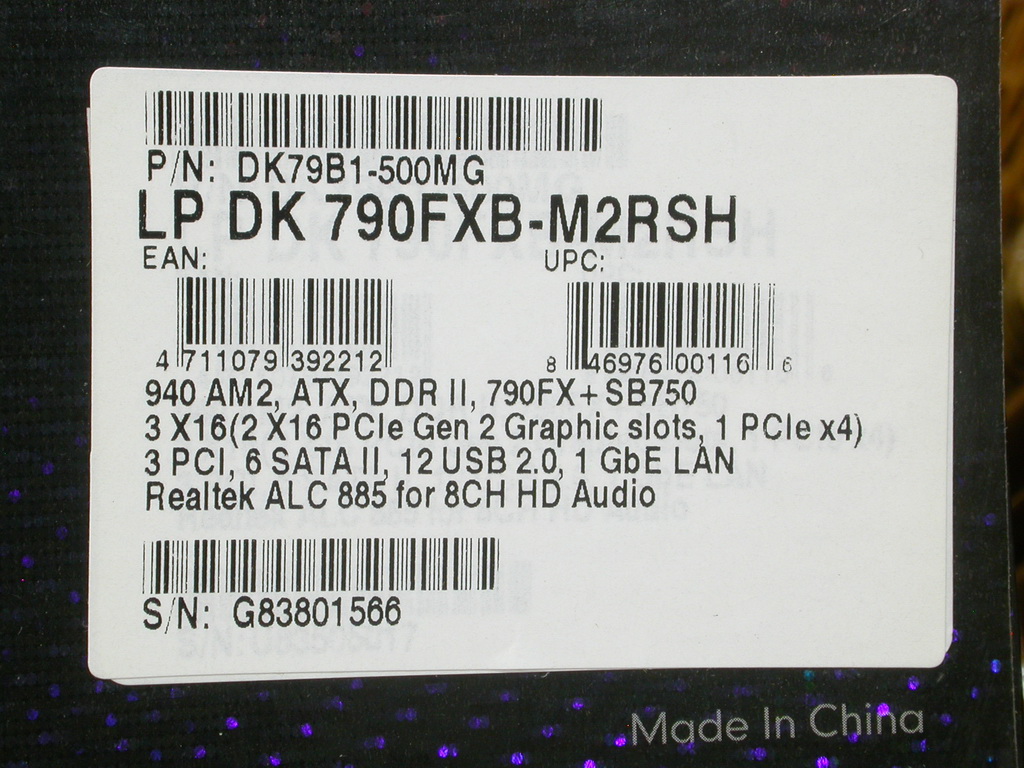 P/N: DK79B1-500MG
LP DK 790FXB-M2RSH
EAN: UPC:
4 711079 392212 8 46976 00116 6
940 AM2, ATX, DDR II, 790FX+ SB750
3 X16(2 X16 PCIe Gen 2 Graphic slots, 1 PCIe x4)
3 PCI, 6 SATA II, 12 USB 2.0, 1 GbE LAN
Realtek ALC 885 for 8CH HD Audio
S/N: G83801566
Made In China